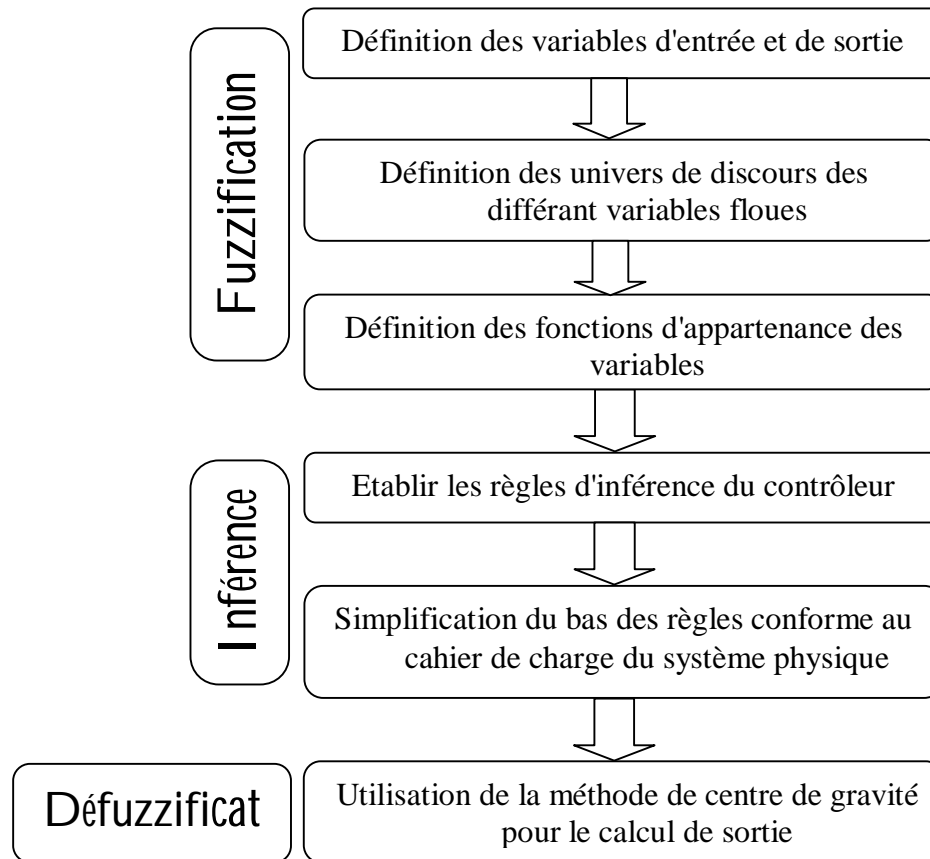 Fuzzification
Définition des variables d'entrée et de sortie
Définition des univers de discours des
différant variables floues
Définition des fonctions d'appartenance des
variables
Inférence
Etablir les règles d'inférence du contrôleur
Simplification du bas des règles conforme au
cahier de charge du système physique
Défuzzificat
Utilisation de la méthode de centre de gravité
pour le calcul de sortie